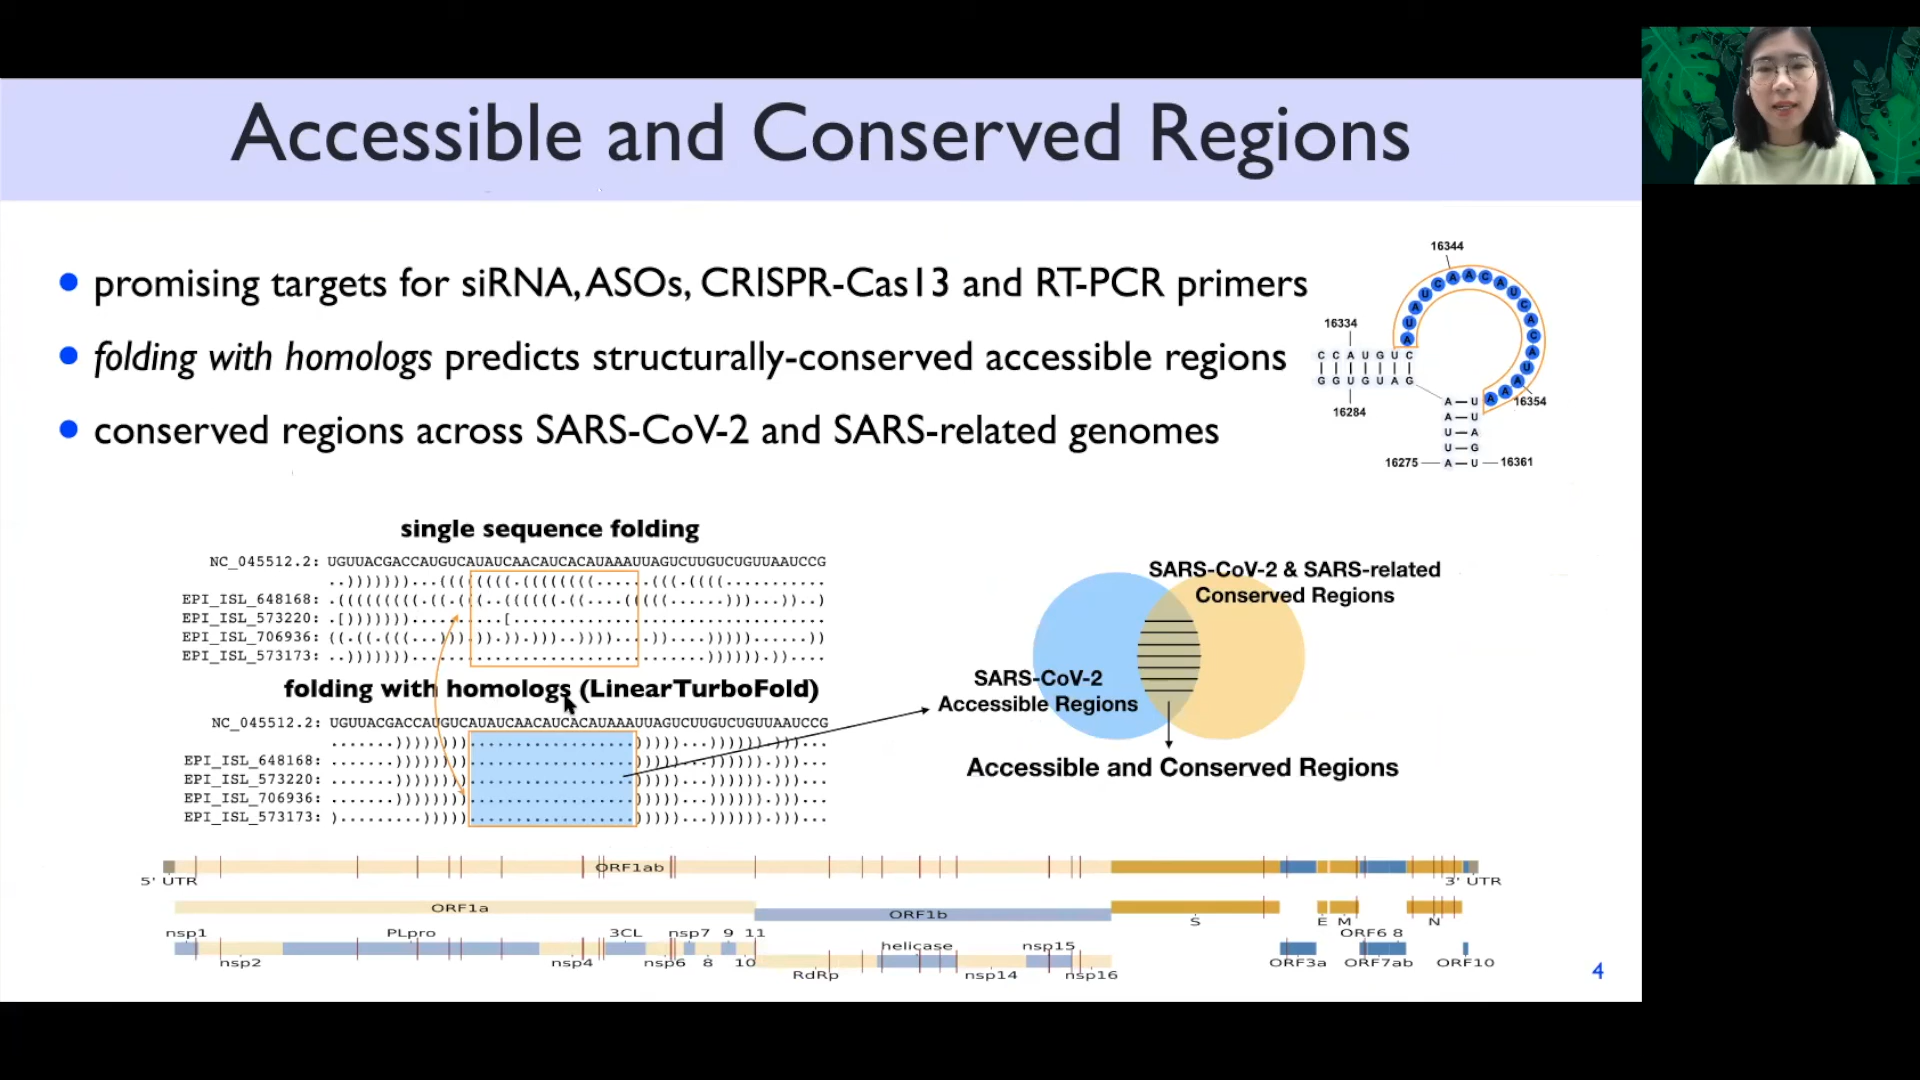 Accessible and Conserved Regions
promising targets for siRNA, ASOs, CRISPR-Cas13 and RT-PCR primers
folding with homologs predicts structurally-conserved accessible regions
conserved regions across SARS-CoV-2 and SARS-related genomes
16344
16334
C C A U G U C
G G U G U A G
16284
A U A U C A A C A U C A C A U A A A
16354
A U
A U
U A
U G
16275 A U 16361
single sequence folding
NC_045512.2: UGUUACGACCAUGUCAUAUCAACAUCACAUAAAUUAGUCUUGUCUGUUAAUCCG
EPI_ISL_648168:
EPI_ISL_573220:
EPI_ISL_706936:
EPI_ISL_573173:
folding with homologs (LinearTurboFold)
NC_045512.2: UGUUACGACCAUGUCAUAUCAACAUCACAUAAAUUAGUCUUGUCUGUUAAUCCG
EPI_ISL_648168:
EPI_ISL_573220:
EPI_ISL_706936:
EPI_ISL_573173:
SARS-CoV-2 & SARS-related
Conserved Regions
SARS-CoV-2
Accessible Regions
Accessible and Conserved Regions
ORF1ab
5' UTR 3' UTR
ORF1a ORF1b S E M N
nsp1 PLpro 3CL nsp7 9 11 helicase nsp15 ORF6 8
nsp2 nsp4 nsp6 8 10 RdRp nsp14 nsp16 ORF3a ORF7ab ORF10
4